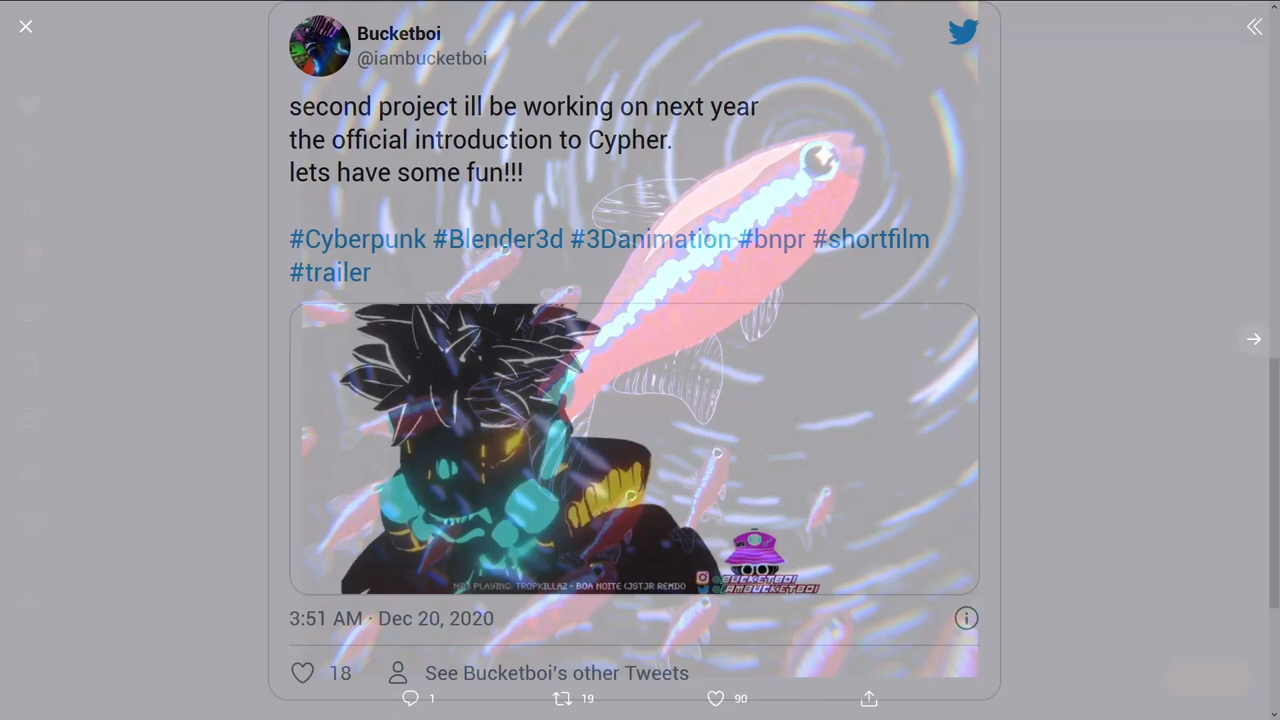 Bucketboi
@iambucketboi
second project ill be working on next year
the official introduction to Cypher.
lets have some fun!!!
#Cyberpunk #Blender3d #3Danimation #bnpr #shortfilm
#trailer
NOW PLAYING: TROPKILLAZ - BOA NOITE (JSTJR REMIX)
@BUCKETBOI
@IAMBUCKETBOI
3:51 AM · Dec 20, 2020
18 See Bucketboi's other Tweets
1 19 90